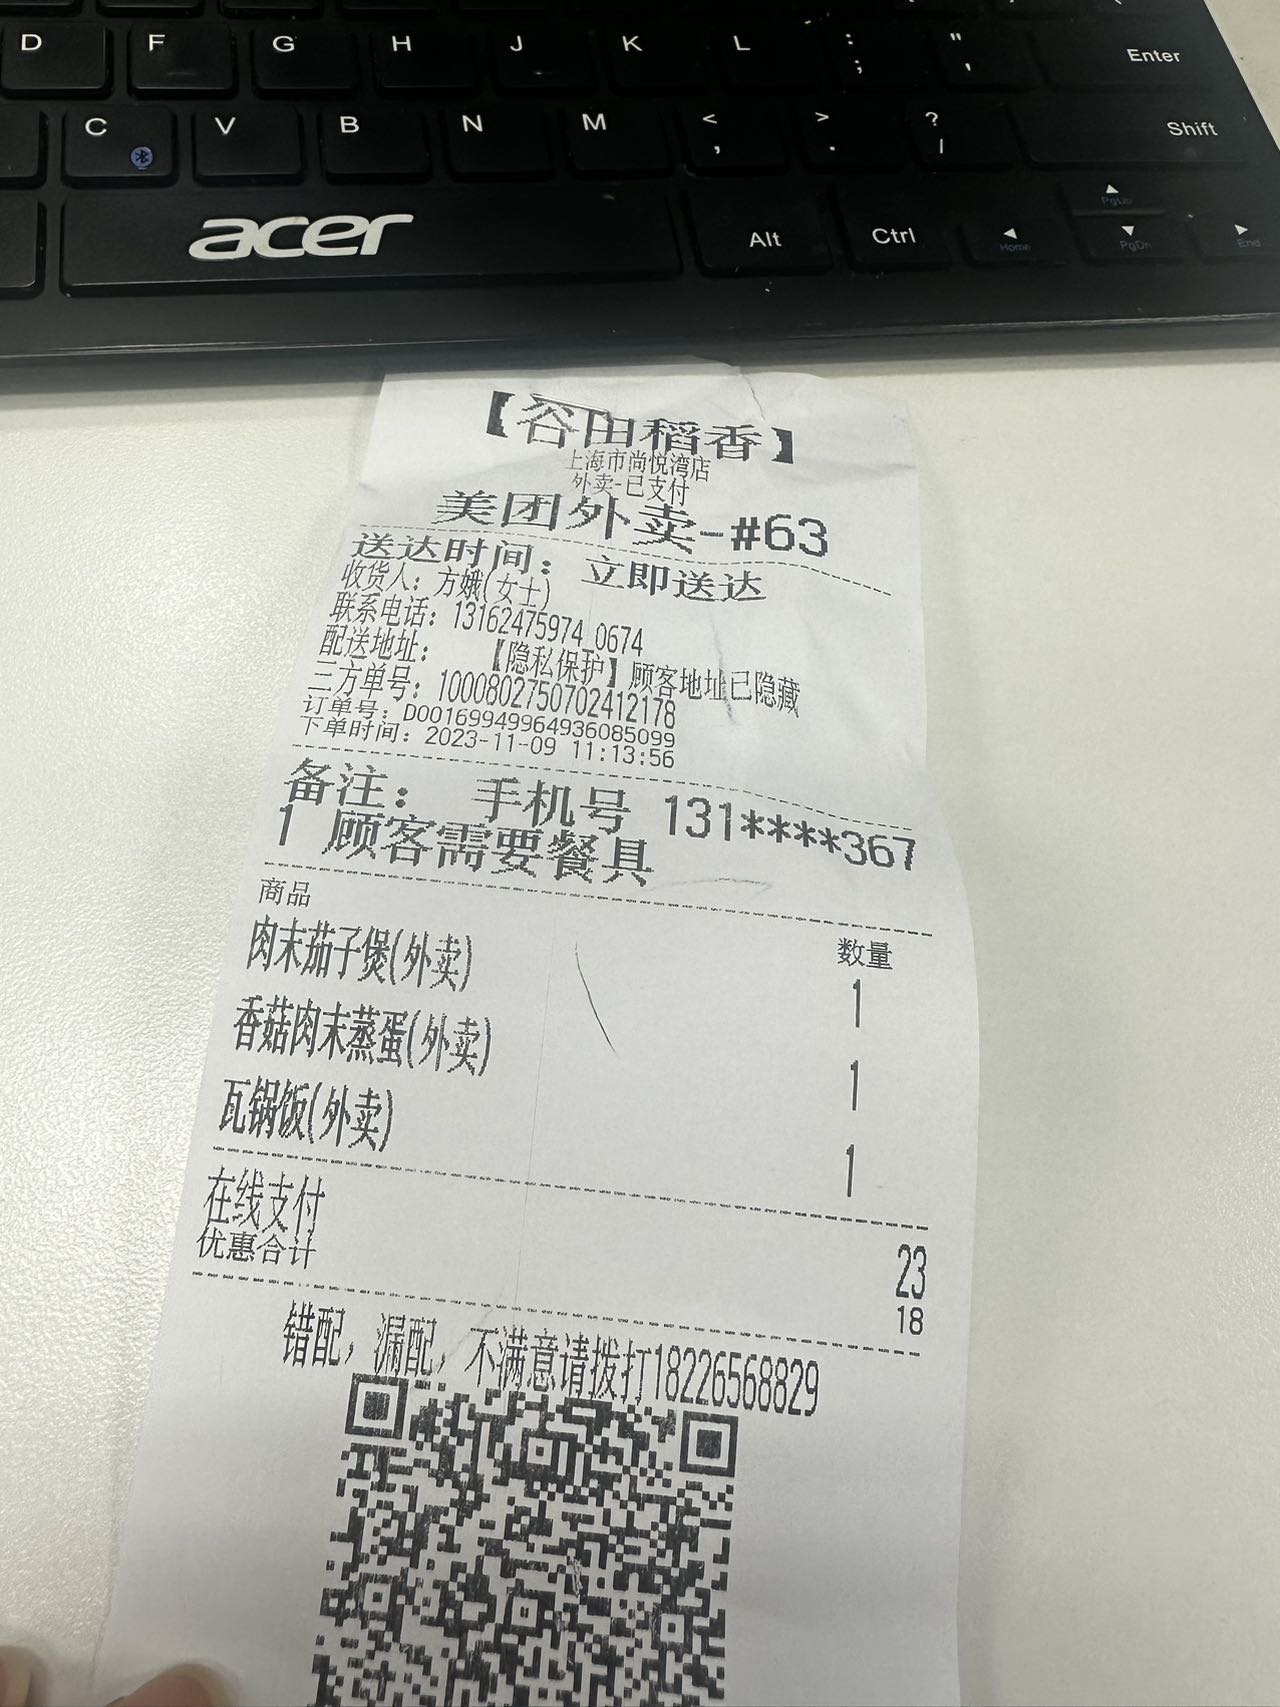 D F G H J K L : ; " ' Enter
C V B N M < , > . ? / Shift
acer Alt Ctrl Home PgUp PgDn End
【谷田稻香】
上海市尚悦湾店
外卖-已支付
美团外卖-#63
送达时间：立即送达
收货人：方娥(女士)
联系电话：13162475974_0674
配送地址：【隐私保护】顾客地址已隐藏
三方单号：1000802750702412178
订单号：D00169949964936085099
下单时间：2023-11-09 11:13:56
备注： 手机号 131****367
1 顾客需要餐具
商品 数量
肉末茄子煲(外卖) 1
香菇肉末蒸蛋(外卖) 1
瓦锅饭(外卖) 1
在线支付 23
优惠合计 18
错配，漏配，不满意请拨打18226568829